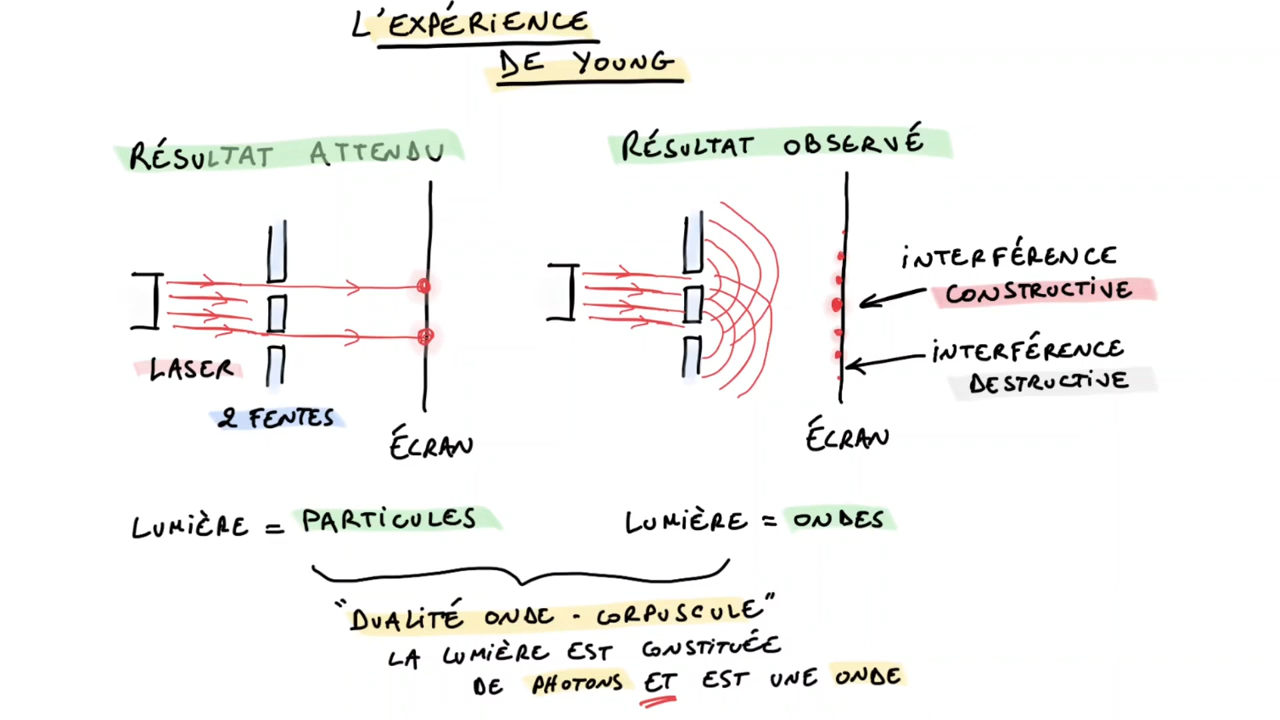 L'EXPÉRIENCE
DE YOUNG
RÉSULTAT ATTENDU
LASER
2 FENTES
ÉCRAN
RÉSULTAT OBSERVÉ
INTERFÉRENCE
CONSTRUCTIVE
INTERFÉRENCE
DESTRUCTIVE
ÉCRAN
LUMIÈRE = PARTICULES
LUMIÈRE = ONDES
"DUALITÉ ONDE - CORPUSCULE"
LA LUMIÈRE EST CONSTITUÉE
DE PHOTONS ET EST UNE ONDE